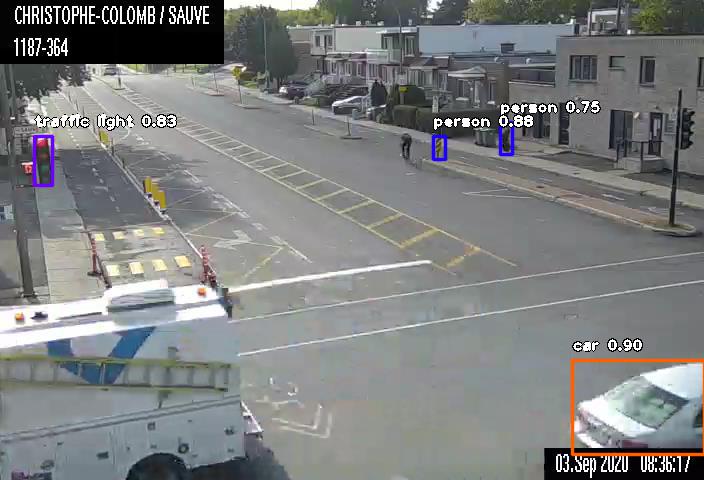 CHRISTOPHE-COLOMB / SAUVE
1187-364
traffic light 0.83
person 0.75
person 0.88
car 0.90
03.Sep 2020 08:36:17